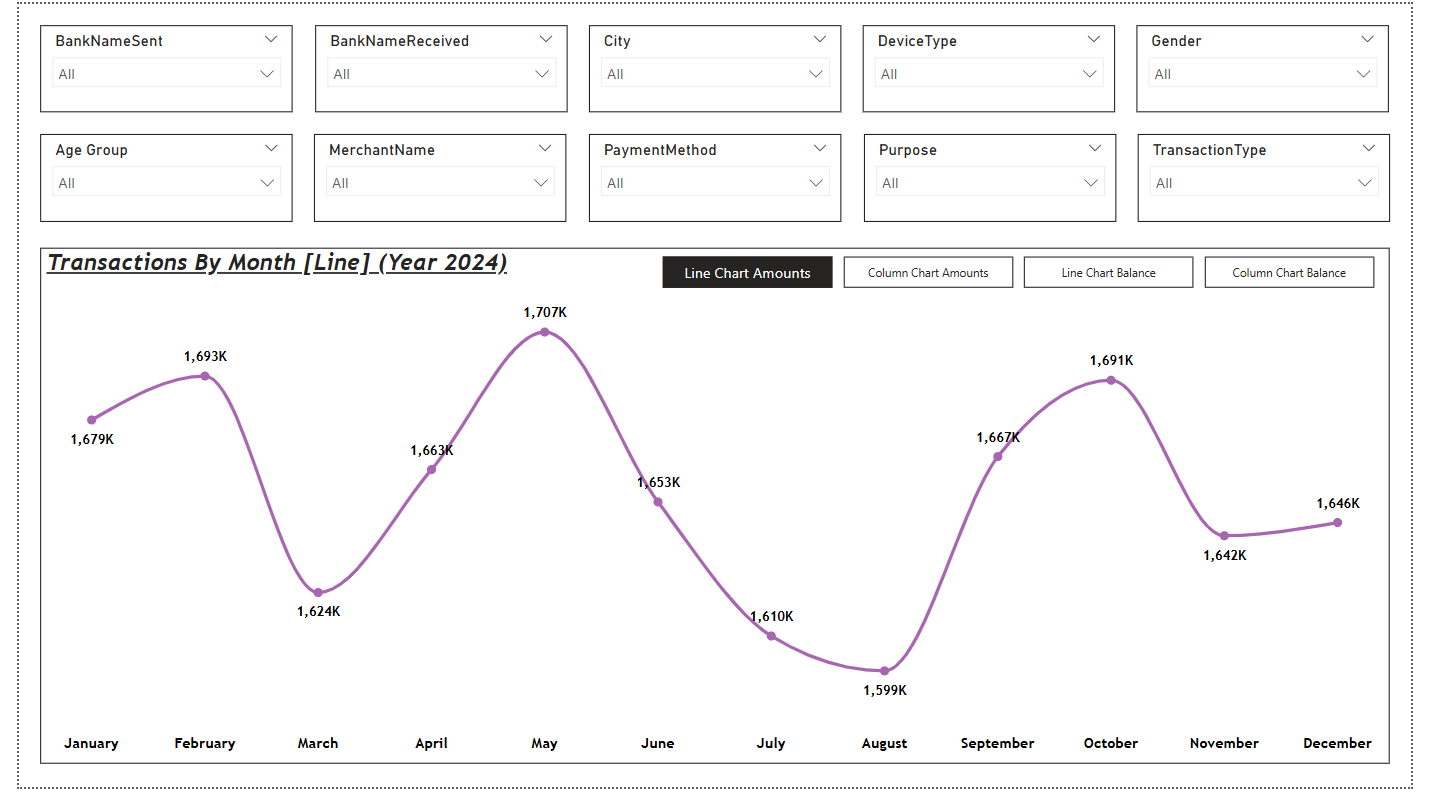 BankNameSent
All
BankNameReceived
All
City
All
DeviceType
All
Gender
All
Age Group
All
MerchantName
All
PaymentMethod
All
Purpose
All
TransactionType
All
Transactions By Month [Line] (Year 2024)
Line Chart Amounts
Column Chart Amounts
Line Chart Balance
Column Chart Balance
1,679K
1,693K
1,624K
1,663K
1,707K
1,653K
1,610K
1,599K
1,667K
1,691K
1,642K
1,646K
January
February
March
April
May
June
July
August
September
October
November
December